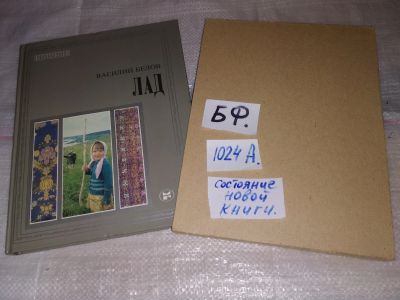 ВАСИЛИЙ БЕЛОВ
ЛАД
БФ.
1024 А.
СОСТОЯНИЕ
НОВОЙ
КНИГИ.